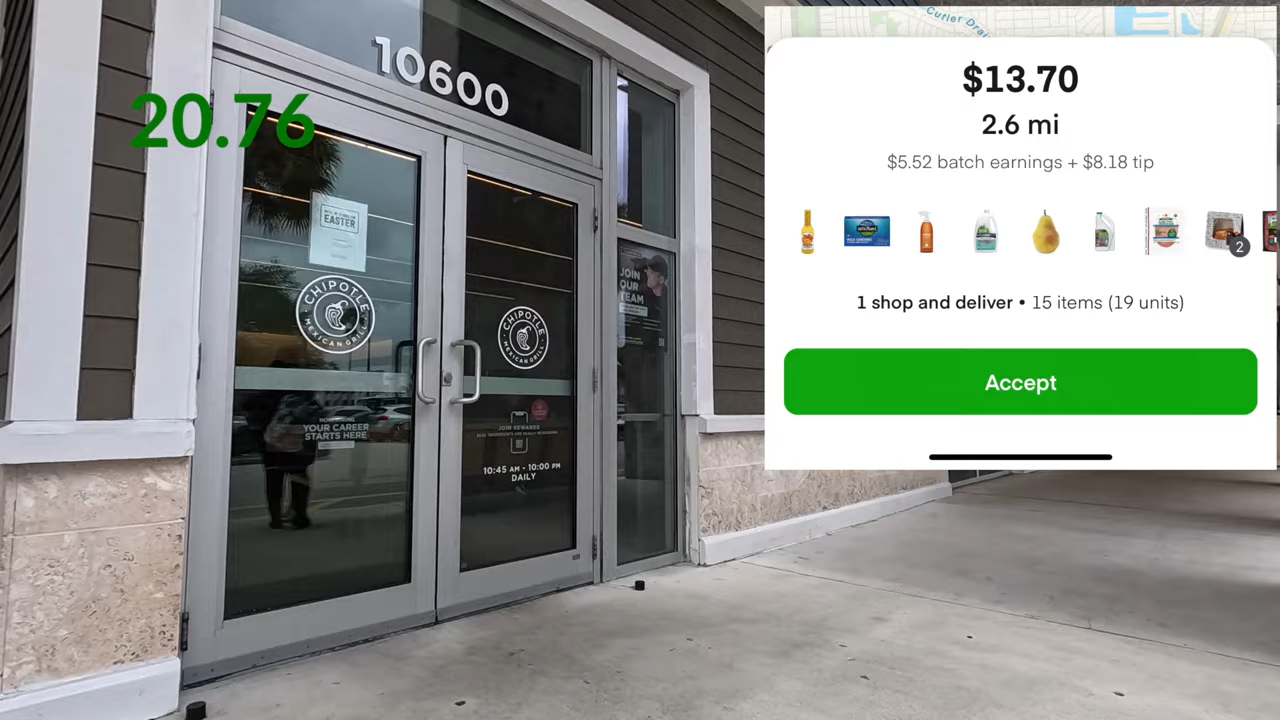 10600
20.76
EASTER
CHIPOTLE
MEXICAN GRILL
YOUR CAREER
STARTS HERE
CHIPOTLE
MEXICAN GRILL
JOIN REWARDS
10:45 AM - 10:00 PM
DAILY
JOIN
OUR
TEAM
Cutler Drai
$13.70
2.6 mi
$5.52 batch earnings + $8.18 tip
2
1 shop and deliver • 15 items (19 units)
Accept